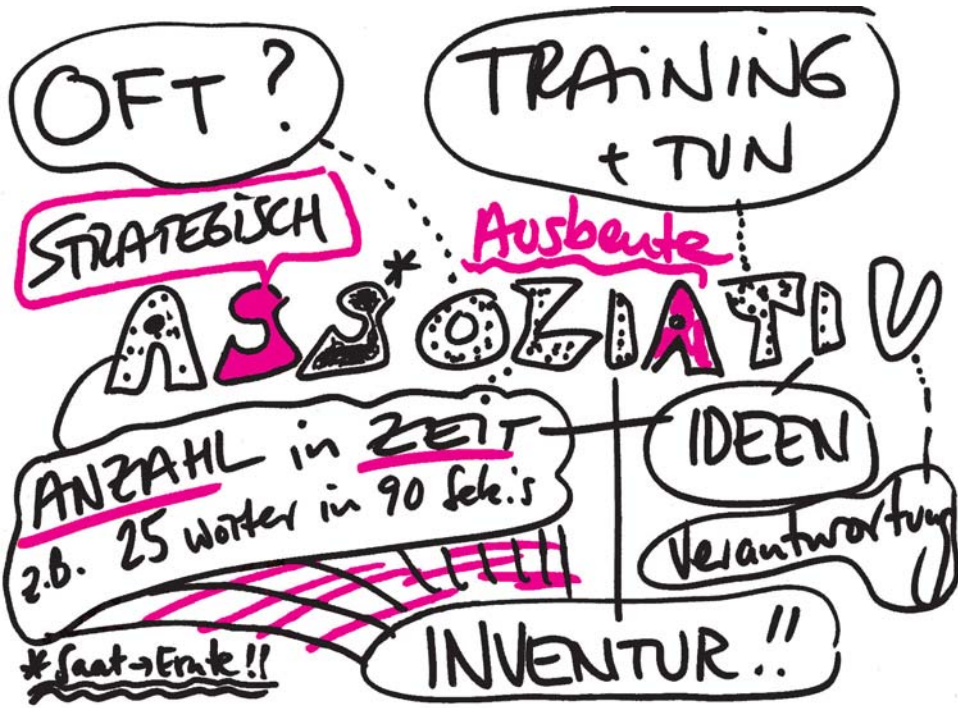 OFT?
TRAiNiNG
+ TUN
STRATEGiSCH
Ausbeute
ASSOZIATIV*
ANZAHL in ZEIT
z.B. 25 Wörter in 90 Sek.'s
IDEEN
Verantwortung
INVENTUR!!
*Saat→Ernte!!